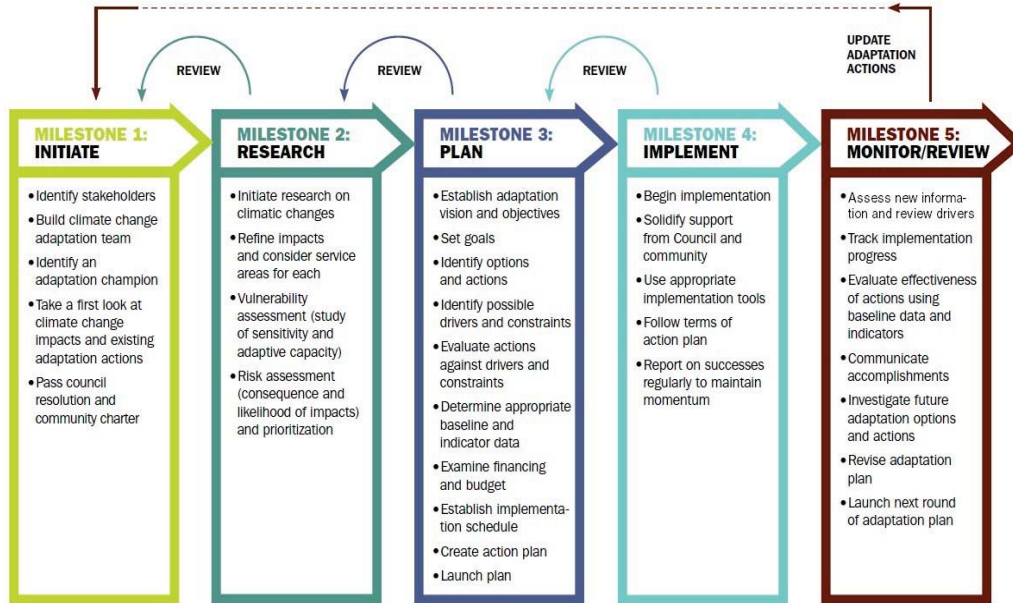 UPDATE
ADAPTATION
ACTIONS
REVIEW
REVIEW
REVIEW
MILESTONE 1:
INITIATE
• Identify stakeholders
• Build climate change
adaptation team
• Identify an
adaptation champion
• Take a first look at
climate change
impacts and existing
adaptation actions
• Pass council
resolution and
community charter
MILESTONE 2:
RESEARCH
• Initiate research on
climatic changes
• Refine impacts
and consider service
areas for each
• Vulnerability
assessment (study
of sensitivity and
adaptive capacity)
• Risk assessment
(consequence and
likelihood of impacts)
and prioritization
MILESTONE 3:
PLAN
• Establish adaptation
vision and objectives
• Set goals
• Identify options
and actions
• Identify possible
drivers and constraints
• Evaluate actions
against drivers and
constraints
• Determine appropriate
baseline and
indicator data
• Examine financing
and budget
• Establish implementa-
tion schedule
• Create action plan
• Launch plan
MILESTONE 4:
IMPLEMENT
• Begin implementation
• Solidify support
from Council and
community
• Use appropriate
implementation tools
• Follow terms of
action plan
• Report on successes
regularly to maintain
momentum
MILESTONE 5:
MONITOR/REVIEW
• Assess new informa-
tion and review drivers
• Track implementation
progress
• Evaluate effectiveness
of actions using
baseline data and
indicators
• Communicate
accomplishments
• Investigate future
adaptation options
and actions
• Revise adaptation
plan
• Launch next round
of adaptation plan